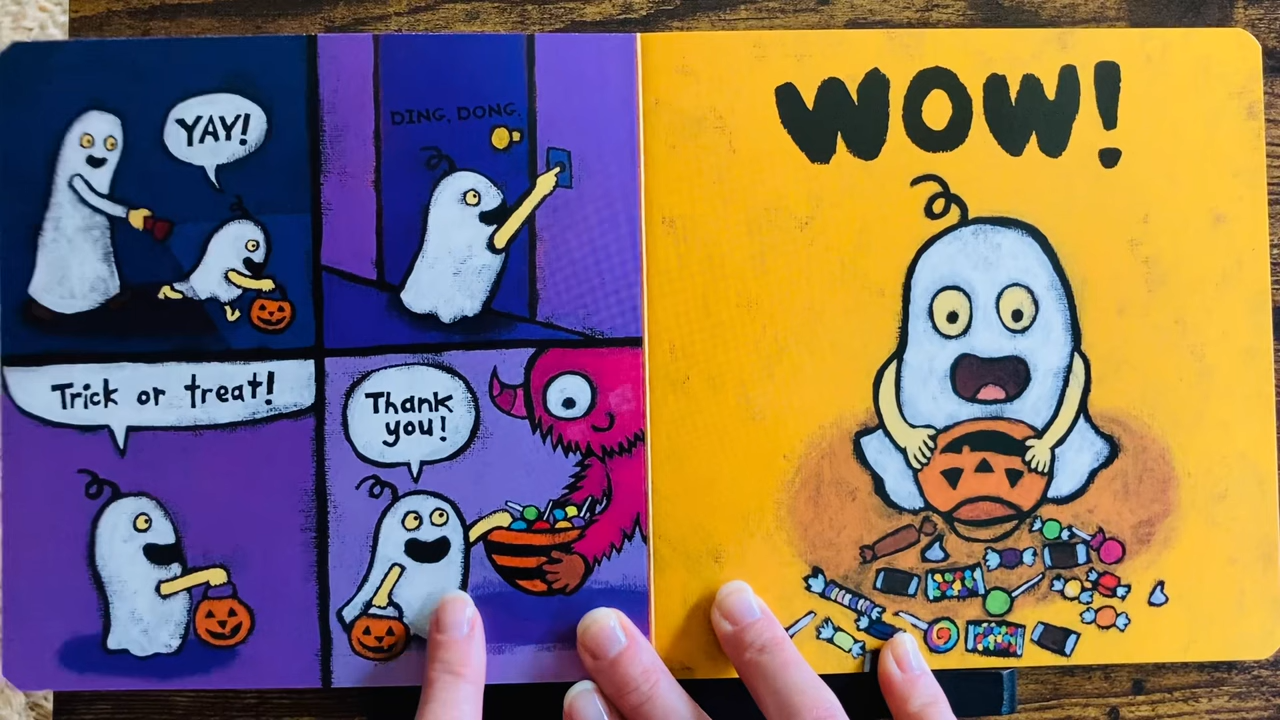 YAY!
DING, DONG.
Trick or treat!
Thank
you!
WOW!